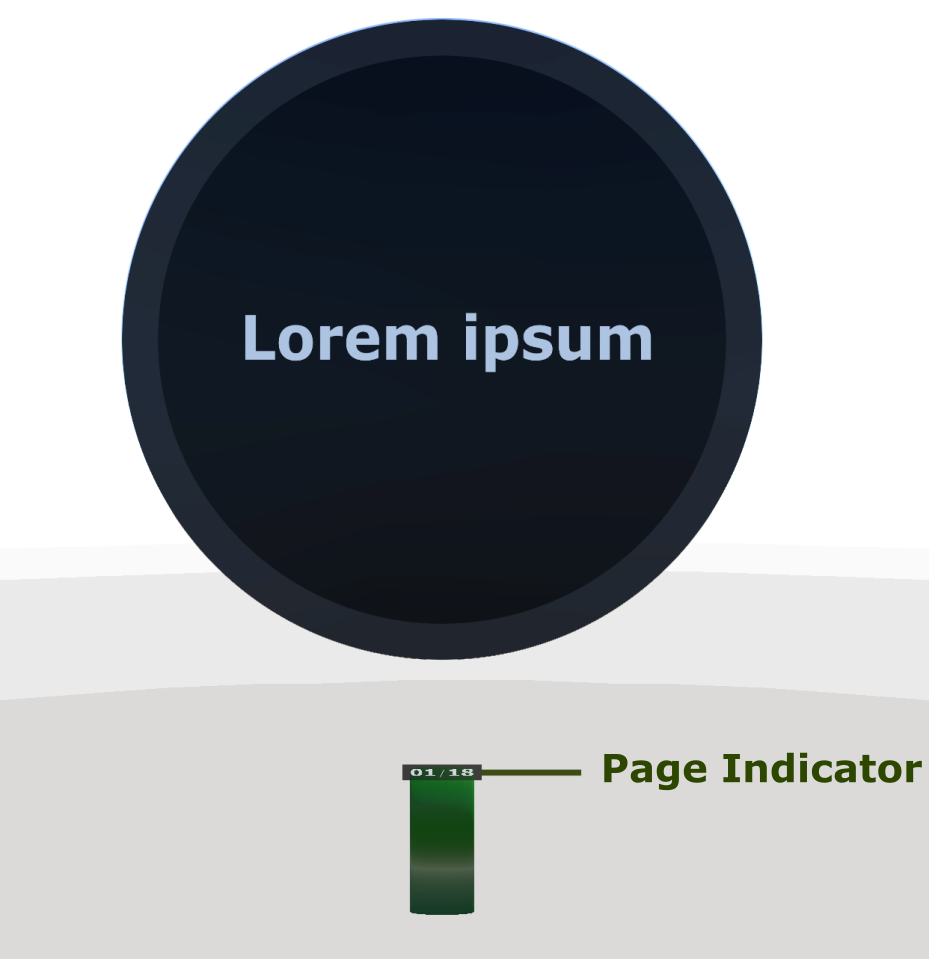 Lorem ipsum
01/18
Page Indicator